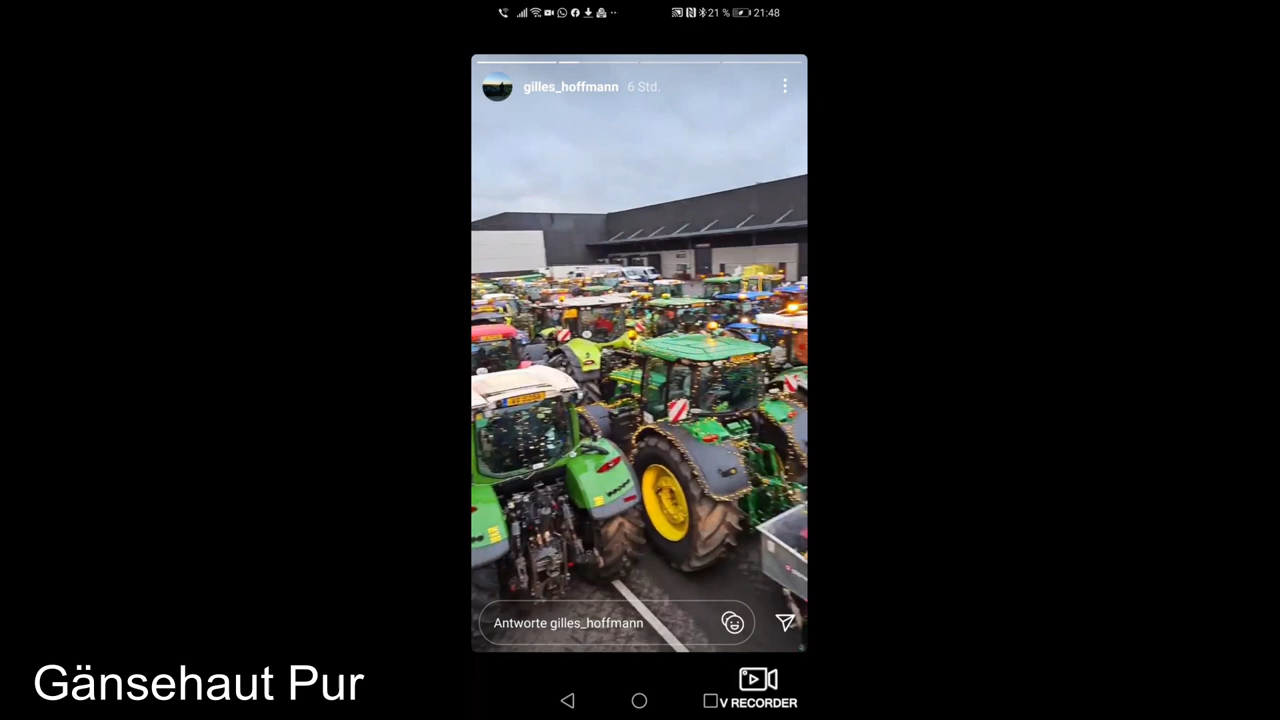 21 % 21:48
gilles_hoffmann 6 Std.
Antworte gilles_hoffmann
V RECORDER
Gänsehaut Pur